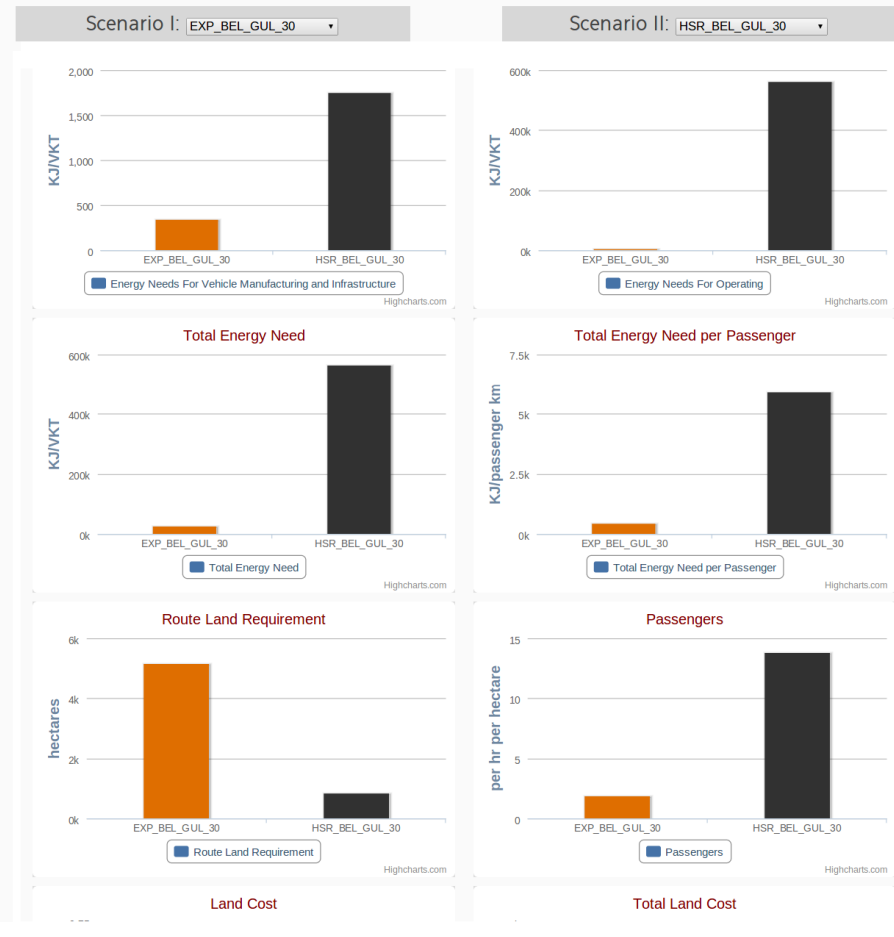 Scenario I: EXP_BEL_GUL_30
Scenario II: HSR_BEL_GUL_30
2,000
1,500
1,000
500
0
KJ/VKT
EXP_BEL_GUL_30 HSR_BEL_GUL_30
Energy Needs For Vehicle Manufacturing and Infrastructure
Highcharts.com
600k
400k
200k
0k
KJ/VKT
EXP_BEL_GUL_30 HSR_BEL_GUL_30
Energy Needs For Operating
Highcharts.com
Total Energy Need
600k
400k
200k
0k
KJ/VKT
EXP_BEL_GUL_30 HSR_BEL_GUL_30
Total Energy Need
Highcharts.com
Total Energy Need per Passenger
7.5k
5k
2.5k
0k
KJ/passenger km
EXP_BEL_GUL_30 HSR_BEL_GUL_30
Total Energy Need per Passenger
Highcharts.com
Route Land Requirement
6k
4k
2k
0k
hectares
EXP_BEL_GUL_30 HSR_BEL_GUL_30
Route Land Requirement
Highcharts.com
Passengers
15
10
5
0
per hr per hectare
EXP_BEL_GUL_30 HSR_BEL_GUL_30
Passengers
Highcharts.com
Land Cost
Total Land Cost